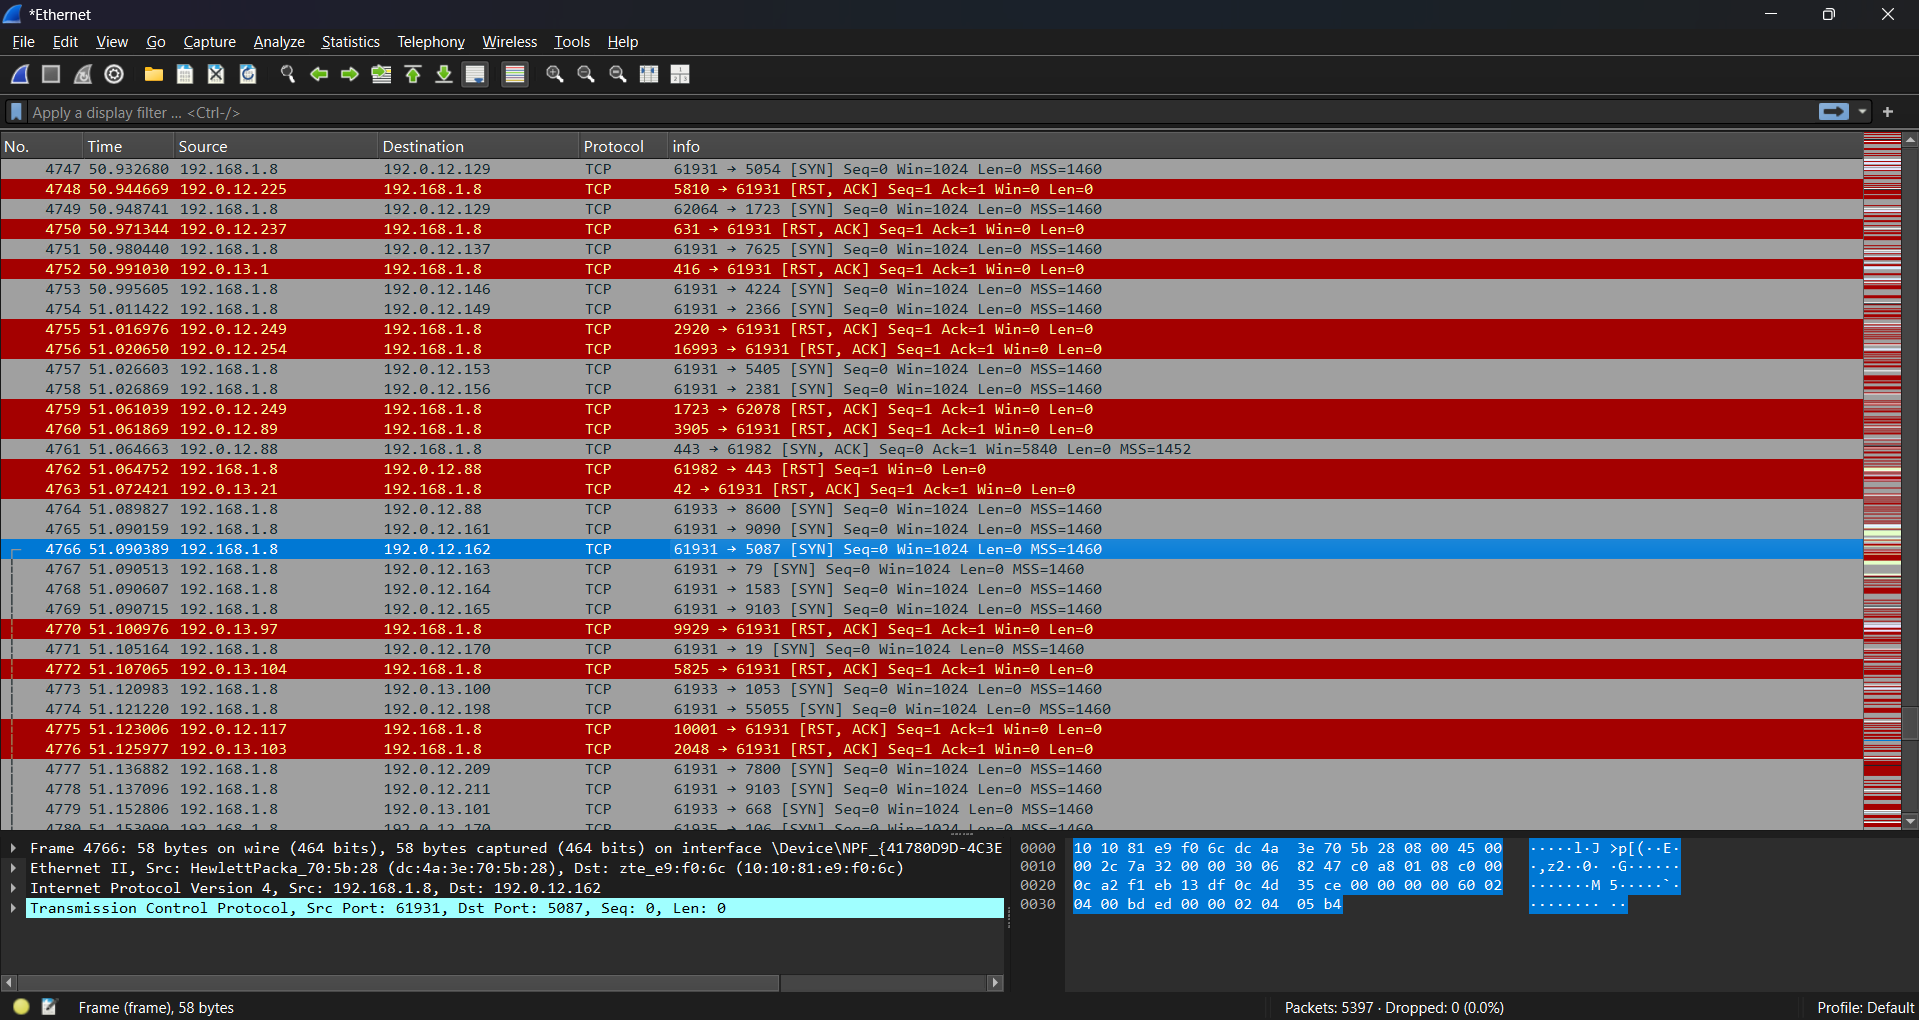 *Ethernet
File Edit View Go Capture Analyze Statistics Telephony Wireless Tools Help
Apply a display filter ... <Ctrl-/>
No. Time Source Destination Protocol info
4747 50.932680 192.168.1.8 192.0.12.129 TCP 61931 → 5054 [SYN] Seq=0 Win=1024 Len=0 MSS=1460
4748 50.944669 192.0.12.225 192.168.1.8 TCP 5810 → 61931 [RST, ACK] Seq=1 Ack=1 Win=0 Len=0
4749 50.948741 192.168.1.8 192.0.12.129 TCP 62064 → 1723 [SYN] Seq=0 Win=1024 Len=0 MSS=1460
4750 50.971344 192.0.12.237 192.168.1.8 TCP 631 → 61931 [RST, ACK] Seq=1 Ack=1 Win=0 Len=0
4751 50.980440 192.168.1.8 192.0.12.137 TCP 61931 → 7625 [SYN] Seq=0 Win=1024 Len=0 MSS=1460
4752 50.991030 192.0.13.1 192.168.1.8 TCP 416 → 61931 [RST, ACK] Seq=1 Ack=1 Win=0 Len=0
4753 50.995605 192.168.1.8 192.0.12.146 TCP 61931 → 4224 [SYN] Seq=0 Win=1024 Len=0 MSS=1460
4754 51.011422 192.168.1.8 192.0.12.149 TCP 61931 → 2366 [SYN] Seq=0 Win=1024 Len=0 MSS=1460
4755 51.016976 192.0.12.249 192.168.1.8 TCP 2920 → 61931 [RST, ACK] Seq=1 Ack=1 Win=0 Len=0
4756 51.020650 192.0.12.254 192.168.1.8 TCP 16993 → 61931 [RST, ACK] Seq=1 Ack=1 Win=0 Len=0
4757 51.026603 192.168.1.8 192.0.12.153 TCP 61931 → 5405 [SYN] Seq=0 Win=1024 Len=0 MSS=1460
4758 51.026869 192.168.1.8 192.0.12.156 TCP 61931 → 2381 [SYN] Seq=0 Win=1024 Len=0 MSS=1460
4759 51.061039 192.0.12.249 192.168.1.8 TCP 1723 → 62078 [RST, ACK] Seq=1 Ack=1 Win=0 Len=0
4760 51.061869 192.0.12.89 192.168.1.8 TCP 3905 → 61931 [RST, ACK] Seq=1 Ack=1 Win=0 Len=0
4761 51.064663 192.0.12.88 192.168.1.8 TCP 443 → 61982 [SYN, ACK] Seq=0 Ack=1 Win=5840 Len=0 MSS=1452
4762 51.064752 192.168.1.8 192.0.12.88 TCP 61982 → 443 [RST] Seq=1 Win=0 Len=0
4763 51.072421 192.0.13.21 192.168.1.8 TCP 42 → 61931 [RST, ACK] Seq=1 Ack=1 Win=0 Len=0
4764 51.089827 192.168.1.8 192.0.12.88 TCP 61933 → 8600 [SYN] Seq=0 Win=1024 Len=0 MSS=1460
4765 51.090159 192.168.1.8 192.0.12.161 TCP 61931 → 9090 [SYN] Seq=0 Win=1024 Len=0 MSS=1460
4766 51.090389 192.168.1.8 192.0.12.162 TCP 61931 → 5087 [SYN] Seq=0 Win=1024 Len=0 MSS=1460
4767 51.090513 192.168.1.8 192.0.12.163 TCP 61931 → 79 [SYN] Seq=0 Win=1024 Len=0 MSS=1460
4768 51.090607 192.168.1.8 192.0.12.164 TCP 61931 → 1583 [SYN] Seq=0 Win=1024 Len=0 MSS=1460
4769 51.090715 192.168.1.8 192.0.12.165 TCP 61931 → 9103 [SYN] Seq=0 Win=1024 Len=0 MSS=1460
4770 51.100976 192.0.13.97 192.168.1.8 TCP 9929 → 61931 [RST, ACK] Seq=1 Ack=1 Win=0 Len=0
4771 51.105164 192.168.1.8 192.0.12.170 TCP 61931 → 19 [SYN] Seq=0 Win=1024 Len=0 MSS=1460
4772 51.107065 192.0.13.104 192.168.1.8 TCP 5825 → 61931 [RST, ACK] Seq=1 Ack=1 Win=0 Len=0
4773 51.120983 192.168.1.8 192.0.13.100 TCP 61933 → 1053 [SYN] Seq=0 Win=1024 Len=0 MSS=1460
4774 51.121220 192.168.1.8 192.0.12.198 TCP 61931 → 55055 [SYN] Seq=0 Win=1024 Len=0 MSS=1460
4775 51.123006 192.0.12.117 192.168.1.8 TCP 10001 → 61931 [RST, ACK] Seq=1 Ack=1 Win=0 Len=0
4776 51.125977 192.0.13.103 192.168.1.8 TCP 2048 → 61931 [RST, ACK] Seq=1 Ack=1 Win=0 Len=0
4777 51.136882 192.168.1.8 192.0.12.209 TCP 61931 → 7800 [SYN] Seq=0 Win=1024 Len=0 MSS=1460
4778 51.137096 192.168.1.8 192.0.12.211 TCP 61931 → 9103 [SYN] Seq=0 Win=1024 Len=0 MSS=1460
4779 51.152806 192.168.1.8 192.0.13.101 TCP 61933 → 668 [SYN] Seq=0 Win=1024 Len=0 MSS=1460
4780 51.153090 192.168.1.8 192.0.12.170 TCP 61935 → 106 [SYN] Seq=0 Win=1024 Len=0 MSS=1460
Frame 4766: 58 bytes on wire (464 bits), 58 bytes captured (464 bits) on interface \Device\NPF_{41780D9D-4C3E
Ethernet II, Src: HewlettPacka_70:5b:28 (dc:4a:3e:70:5b:28), Dst: zte_e9:f0:6c (10:10:81:e9:f0:6c)
Internet Protocol Version 4, Src: 192.168.1.8, Dst: 192.0.12.162
Transmission Control Protocol, Src Port: 61931, Dst Port: 5087, Seq: 0, Len: 0
0000 10 10 81 e9 f0 6c dc 4a 3e 70 5b 28 08 00 45 00 ·····l·J >p[(··E·
0010 00 2c 7a 32 00 00 30 06 82 47 c0 a8 01 08 c0 00 ·,z2··0· ·G······
0020 0c a2 f1 eb 13 df 0c 4d 35 ce 00 00 00 00 60 02 ·······M 5·····`·
0030 04 00 bd ed 00 00 02 04 05 b4 ········ ··
Frame (frame), 58 bytes
Packets: 5397 · Dropped: 0 (0.0%)
Profile: Default